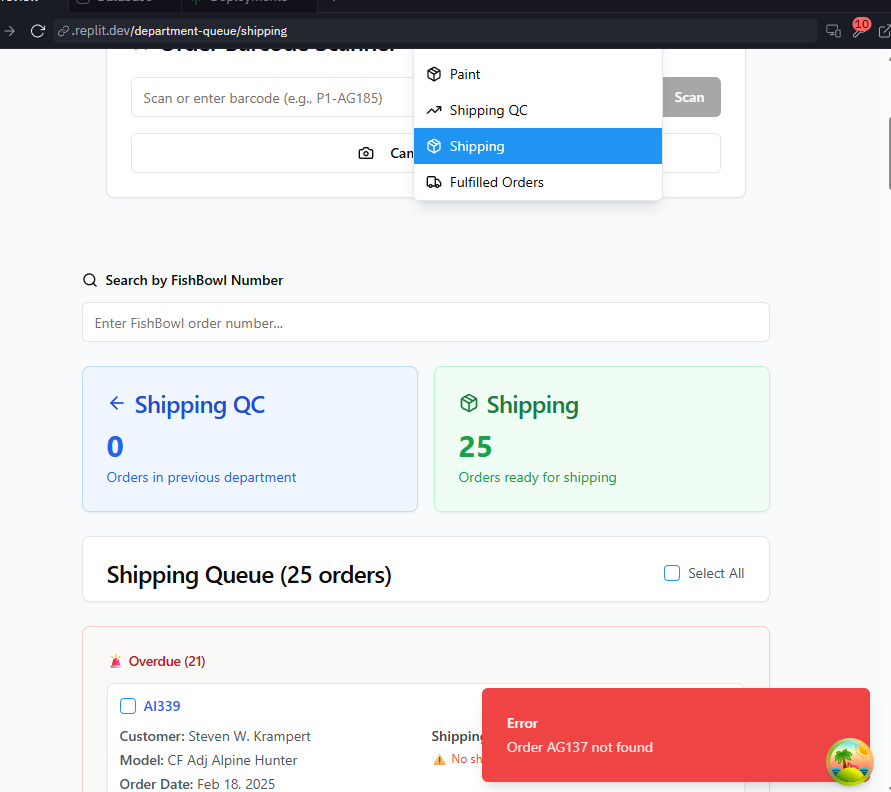 .replit.dev/department-queue/shipping
10
Order Barcode Scanner
Scan or enter barcode (e.g., P1-AG185)
Scan
Paint
Shipping QC
Shipping
Fulfilled Orders
Search by FishBowl Number
Enter FishBowl order number...
Shipping QC
0
Orders in previous department
Shipping
25
Orders ready for shipping
Shipping Queue (25 orders)
Select All
Overdue (21)
AI339
Customer: Steven W. Krampert
Shipping
Model: CF Adj Alpine Hunter
No
Order Date: Feb 18, 2025
Error
Order AG137 not found